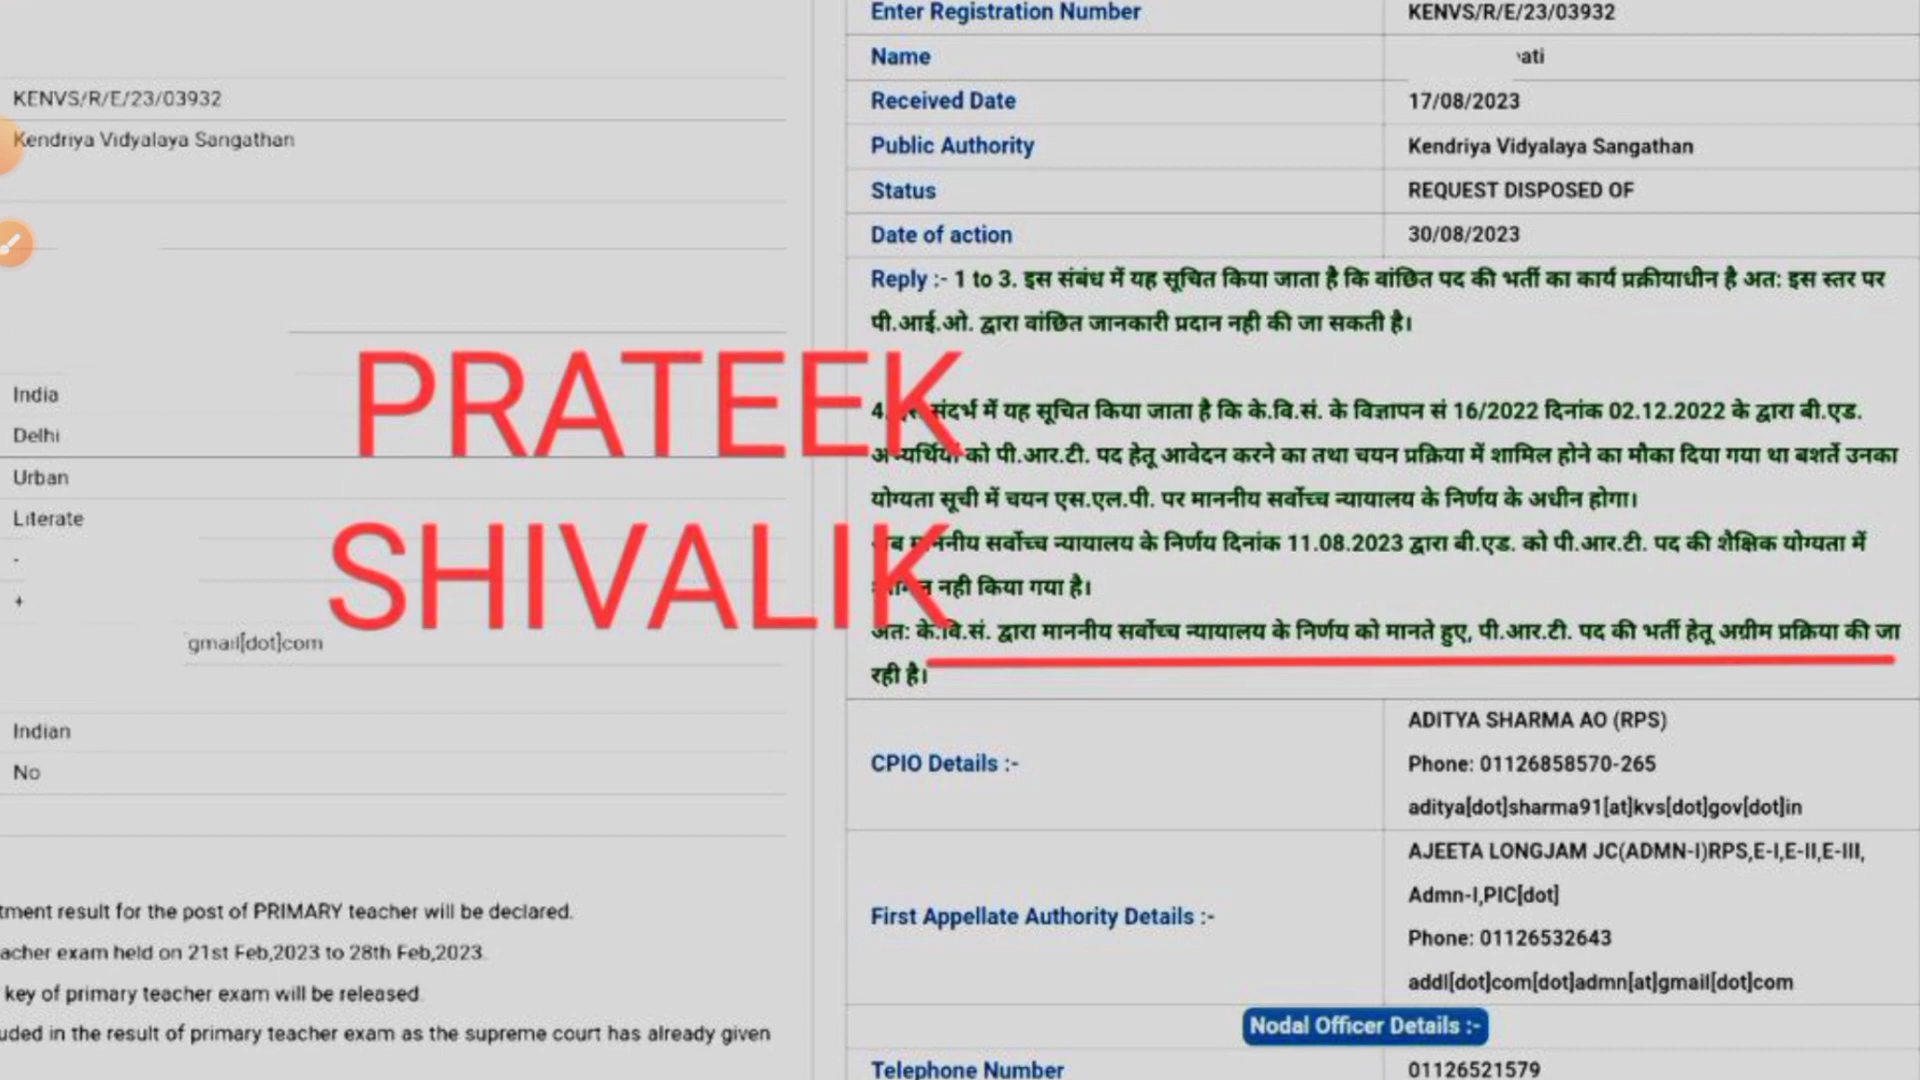 KENVS/R/E/23/03932
Kendriya Vidyalaya Sangathan
India
Delhi
Urban
Literate
-
+
gmail[dot]com
Indian
No
tment result for the post of PRIMARY teacher will be declared.
acher exam held on 21st Feb,2023 to 28th Feb,2023.
key of primary teacher exam will be released.
uded in the result of primary teacher exam as the supreme court has already given
PRATEEK
SHIVALIK
Enter Registration Number KENVS/R/E/23/03932
Name ati
Received Date 17/08/2023
Public Authority Kendriya Vidyalaya Sangathan
Status REQUEST DISPOSED OF
Date of action 30/08/2023
Reply :- 1 to 3. इस संबंध में यह सूचित किया जाता है कि वांछित पद की भर्ती का कार्य प्रक्रीयाधीन है अत: इस स्तर पर
पी.आई.ओ. द्वारा वांछित जानकारी प्रदान नही की जा सकती है।
4. संदर्भ में यह सूचित किया जाता है कि के.वि.सं. के विज्ञापन सं 16/2022 दिनांक 02.12.2022 के द्वारा बी.एड.
को पी.आर.टी. पद हेतू आवेदन करने का तथा चयन प्रक्रिया में शामिल होने का मौका दिया गया था बशर्ते उनका
योग्यता सूची में चयन एस.एल.पी. पर माननीय सर्वोच्च न्यायालय के निर्णय के अधीन होगा।
माननीय सर्वोच्च न्यायालय के निर्णय दिनांक 11.08.2023 द्वारा बी.एड. को पी.आर.टी. पद की शैक्षिक योग्यता में
नही किया गया है।
अत: के.वि.सं. द्वारा माननीय सर्वोच्च न्यायालय के निर्णय को मानते हुए, पी.आर.टी. पद की भर्ती हेतू अग्रीम प्रक्रिया की जा
रही है।
CPIO Details :-
ADITYA SHARMA AO (RPS)
Phone: 01126858570-265
aditya[dot]sharma91[at]kvs[dot]gov[dot]in
First Appellate Authority Details :-
AJEETA LONGJAM JC(ADMN-I)RPS,E-I,E-II,E-III,
Admn-I,PIC[dot]
Phone: 01126532643
addl[dot]com[dot]admn[at]gmail[dot]com
Nodal Officer Details :-
Telephone Number 01126521579